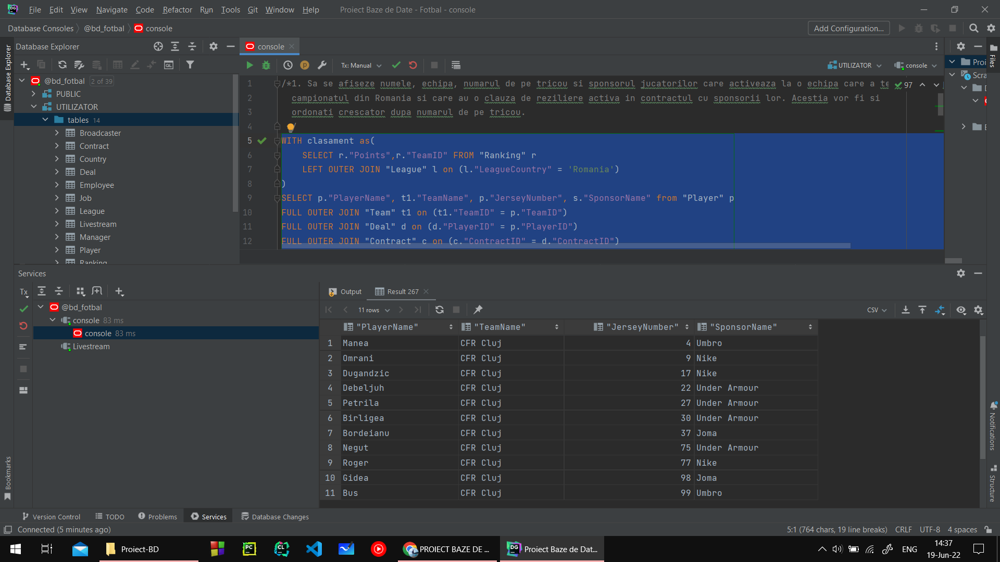 File Edit View Navigate Code Refactor Run Tools Git Window Help Proiect Baze de Date - Fotbal - console
Database Consoles @bd_fotbal console Add Configuration...
Database Explorer
console
Tx: Manual UTILIZATOR console
@bd_fotbal 2 of 39
PUBLIC
UTILIZATOR
tables 14
Broadcaster
Contract
Country
Deal
Employee
Job
League
Livestream
Manager
Player
Ranking
1 /*1. Sa se afiseze numele, echipa, numarul de pe tricou si sponsorul jucatorilor care activeaza la o echipa care a te 97
2 campionatul din Romania si care au o clauza de reziliere activa in contractul cu sponsorii lor. Acestia vor fi si
3 ordonati crescator dupa numarul de pe tricou.
4 /
5 WITH clasament as(
6 SELECT r."Points",r."TeamID" FROM "Ranking" r
7 LEFT OUTER JOIN "League" l on (l."LeagueCountry" = 'Romania')
8 )
9 SELECT p."PlayerName", t1."TeamName", p."JerseyNumber", s."SponsorName" from "Player" p
10 FULL OUTER JOIN "Team" t1 on (t1."TeamID" = p."TeamID")
11 FULL OUTER JOIN "Deal" d on (d."PlayerID" = p."PlayerID")
12 FULL OUTER JOIN "Contract" c on (c."ContractID" = d."ContractID")
Proi
Scra
Database Explorer
Bookmarks
Files
Notifications
Structure
Services
Tx
@bd_fotbal
console 83 ms
console 83 ms
Livestream
Output Result 267
11 rows CSV
"PlayerName" "TeamName" "JerseyNumber" "SponsorName"
1 Manea CFR Cluj 4 Umbro
2 Omrani CFR Cluj 9 Nike
3 Dugandzic CFR Cluj 17 Nike
4 Debeljuh CFR Cluj 22 Under Armour
5 Petrila CFR Cluj 27 Under Armour
6 Birligea CFR Cluj 30 Under Armour
7 Bordeianu CFR Cluj 37 Joma
8 Negut CFR Cluj 75 Under Armour
9 Roger CFR Cluj 77 Nike
10 Gidea CFR Cluj 98 Joma
11 Bus CFR Cluj 99 Umbro
Version Control TODO Problems Services Database Changes
Connected (5 minutes ago) 5:1 (764 chars, 19 line breaks) CRLF UTF-8 4 spaces
Proiect-BD PROIECT BAZE DE ... Proiect Baze de Dat... ENG 14:37
19-Jun-22